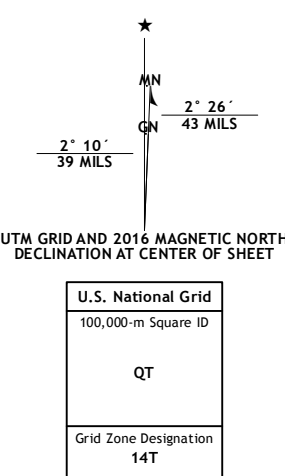 ★
MN
2° 26´
43 MILS
GN
2° 10´
39 MILS
UTM GRID AND 2016 MAGNETIC NORTH
DECLINATION AT CENTER OF SHEET
U.S. National Grid
100,000-m Square ID
QT
Grid Zone Designation
14T